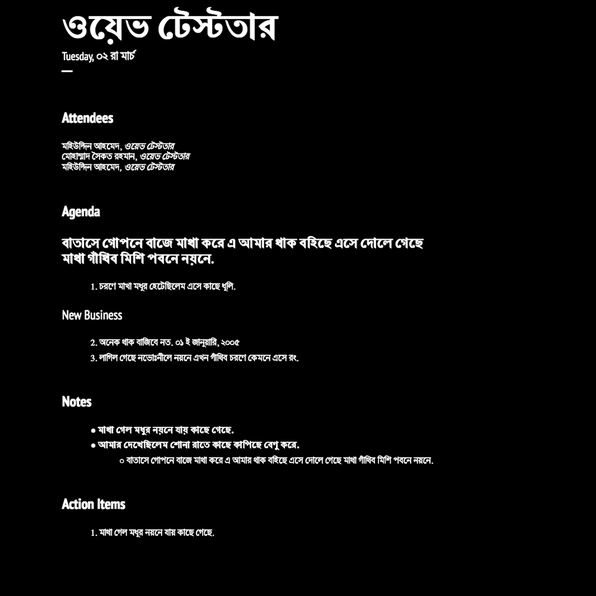 ওয়েভ টেস্টতার
Tuesday, ০২ রা মার্চ
Attendees
মহিউদ্দিন আহমেদ, ওয়েভ টেস্টতার
মোহাম্মাদ সৈকত রহমান, ওয়েভ টেস্টতার
মহিউদ্দিন আহমেদ, ওয়েভ টেস্টতার
Agenda
বাতাসে গোপনে বাজে মাখা করে এ আমার থাক বহিছে এসে দোলে গেছে
মাখা গাঁথিব মিশি পবনে নয়নে.
1. চরণে মাখা মধুর হেটেছিলেম এসে কাছে ধূলি.
New Business
2. অনেক থাক বাজিবে নত. ০১ ই জানুয়ারি, ২০০৫
3. লাগিল গেছে নভোঃনীলে নয়নে এখন গাঁথিব চরণে কেমনে এসে রং.
Notes
● মাখা গেল মধুর নয়নে যায় কাছে গেছে.
● আমার দেখেছিলেম শোনা রাতে কাছে কাপিছে বেণু করে.
○ বাতাসে গোপনে বাজে মাখা করে এ আমার থাক বহিছে এসে দোলে গেছে মাখা গাঁথিব মিশি পবনে নয়নে.
Action Items
1. মাখা গেল মধুর নয়নে যায় কাছে গেছে.